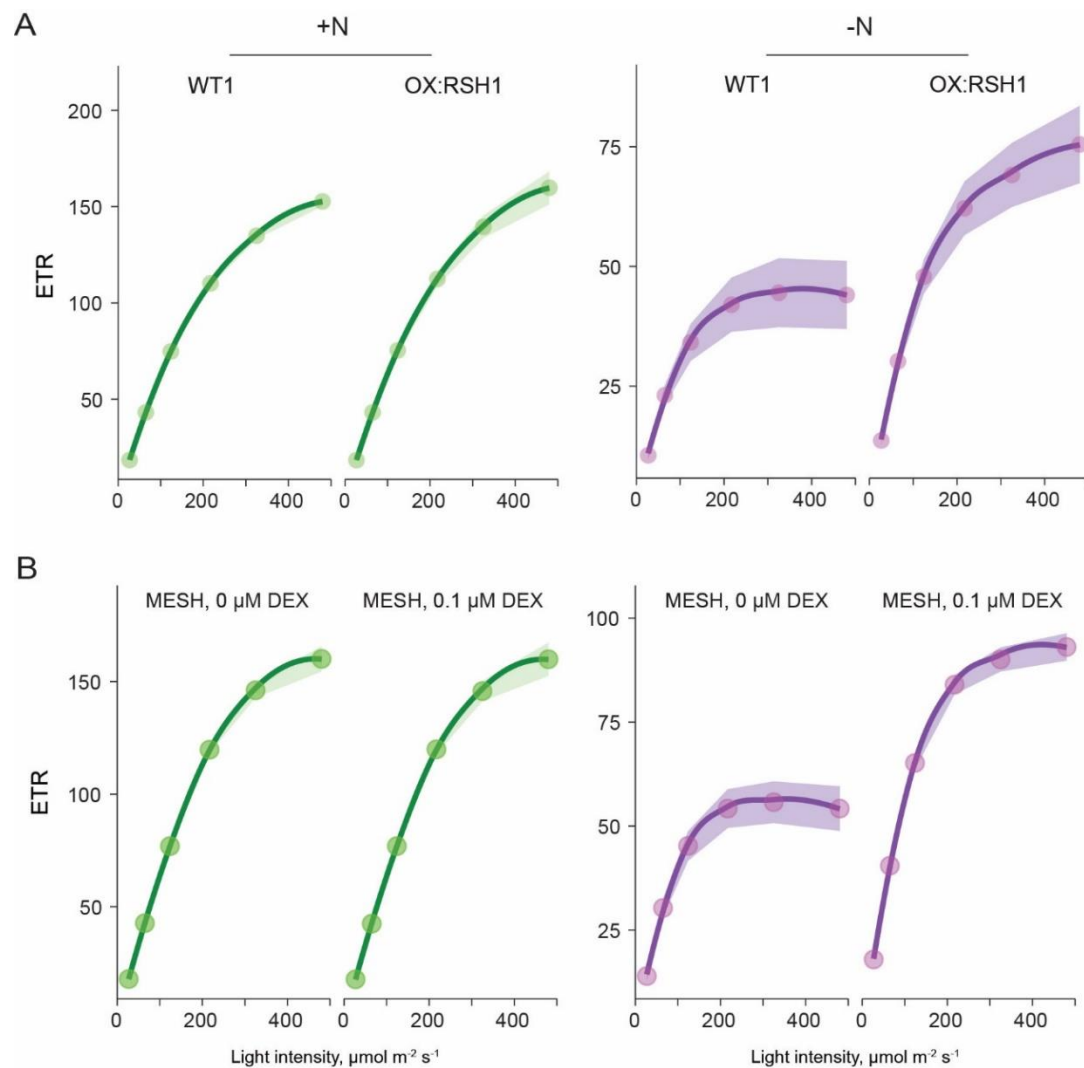 A
+N
-N
WT1
OX:RSH1
WT1
OX:RSH1
ETR
200
150
100
50
75
50
25
0 200 400
0 200 400
0 200 400
0 200 400
B
MESH, 0 µM DEX
MESH, 0.1 µM DEX
MESH, 0 µM DEX
MESH, 0.1 µM DEX
ETR
150
100
50
100
75
50
25
0 200 400
0 200 400
0 200 400
0 200 400
Light intensity, µmol m⁻² s⁻¹
Light intensity, µmol m⁻² s⁻¹